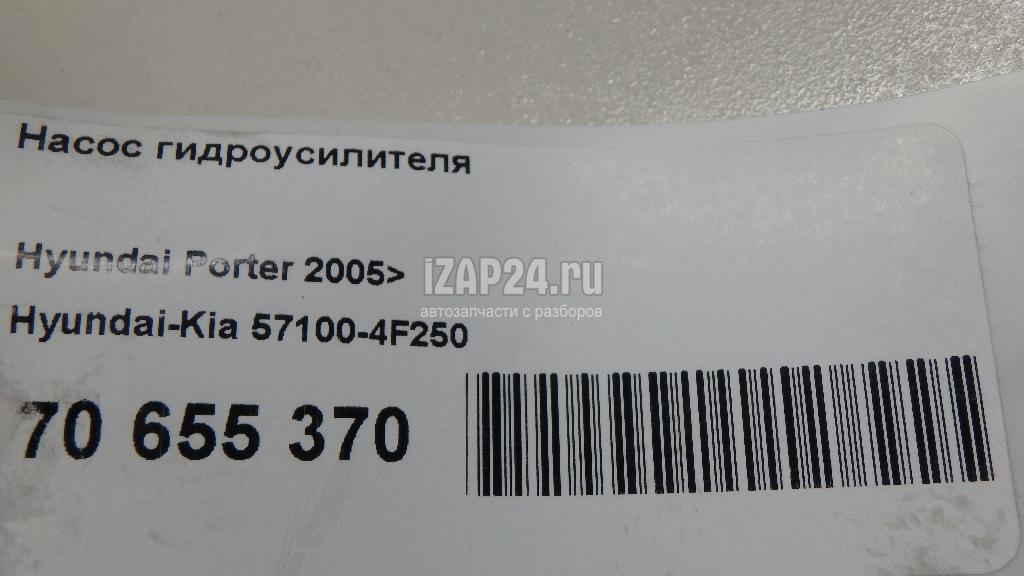 Насос гидроусилителя
Hyundai Porter 2005>
iZAP24.ru
автозапчасти с разборов
Hyundai-Kia 57100-4F250
70 655 370